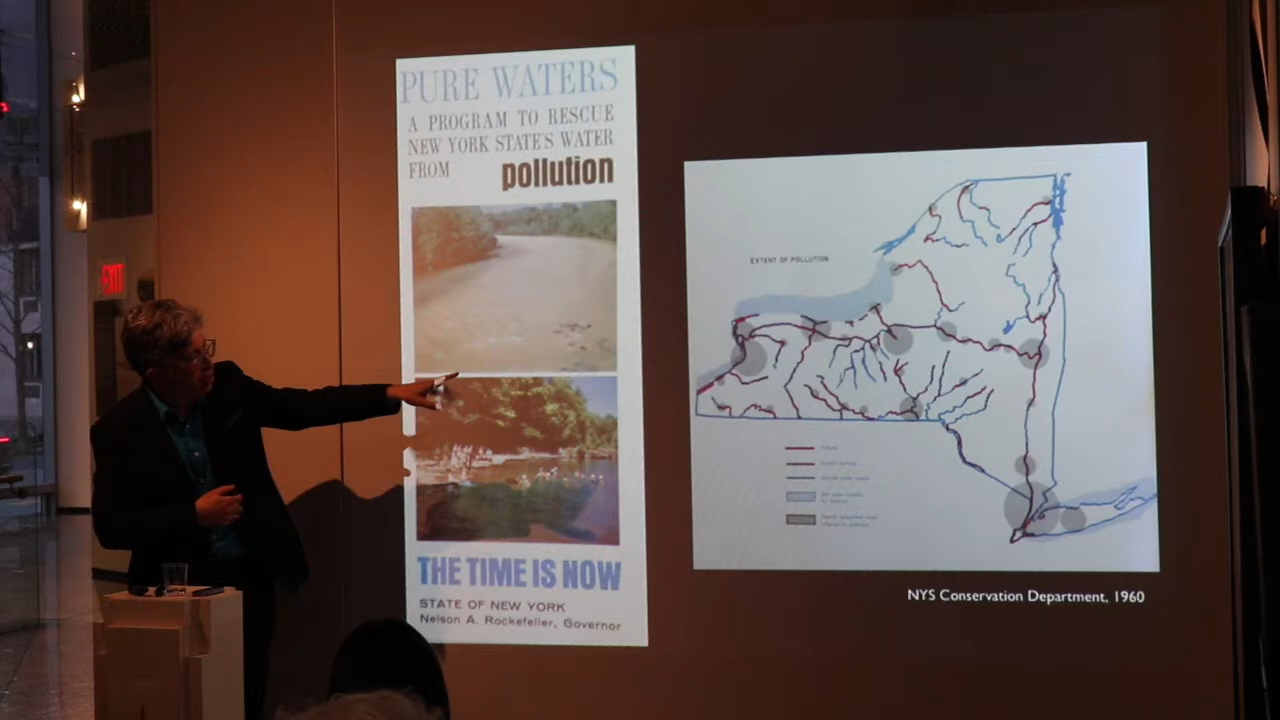 PURE WATERS
A PROGRAM TO RESCUE
NEW YORK STATE'S WATER
FROM pollution
THE TIME IS NOW
STATE OF NEW YORK
Nelson A. Rockefeller, Governor
EXTENT OF POLLUTION
NYS Conservation Department, 1960
EXIT